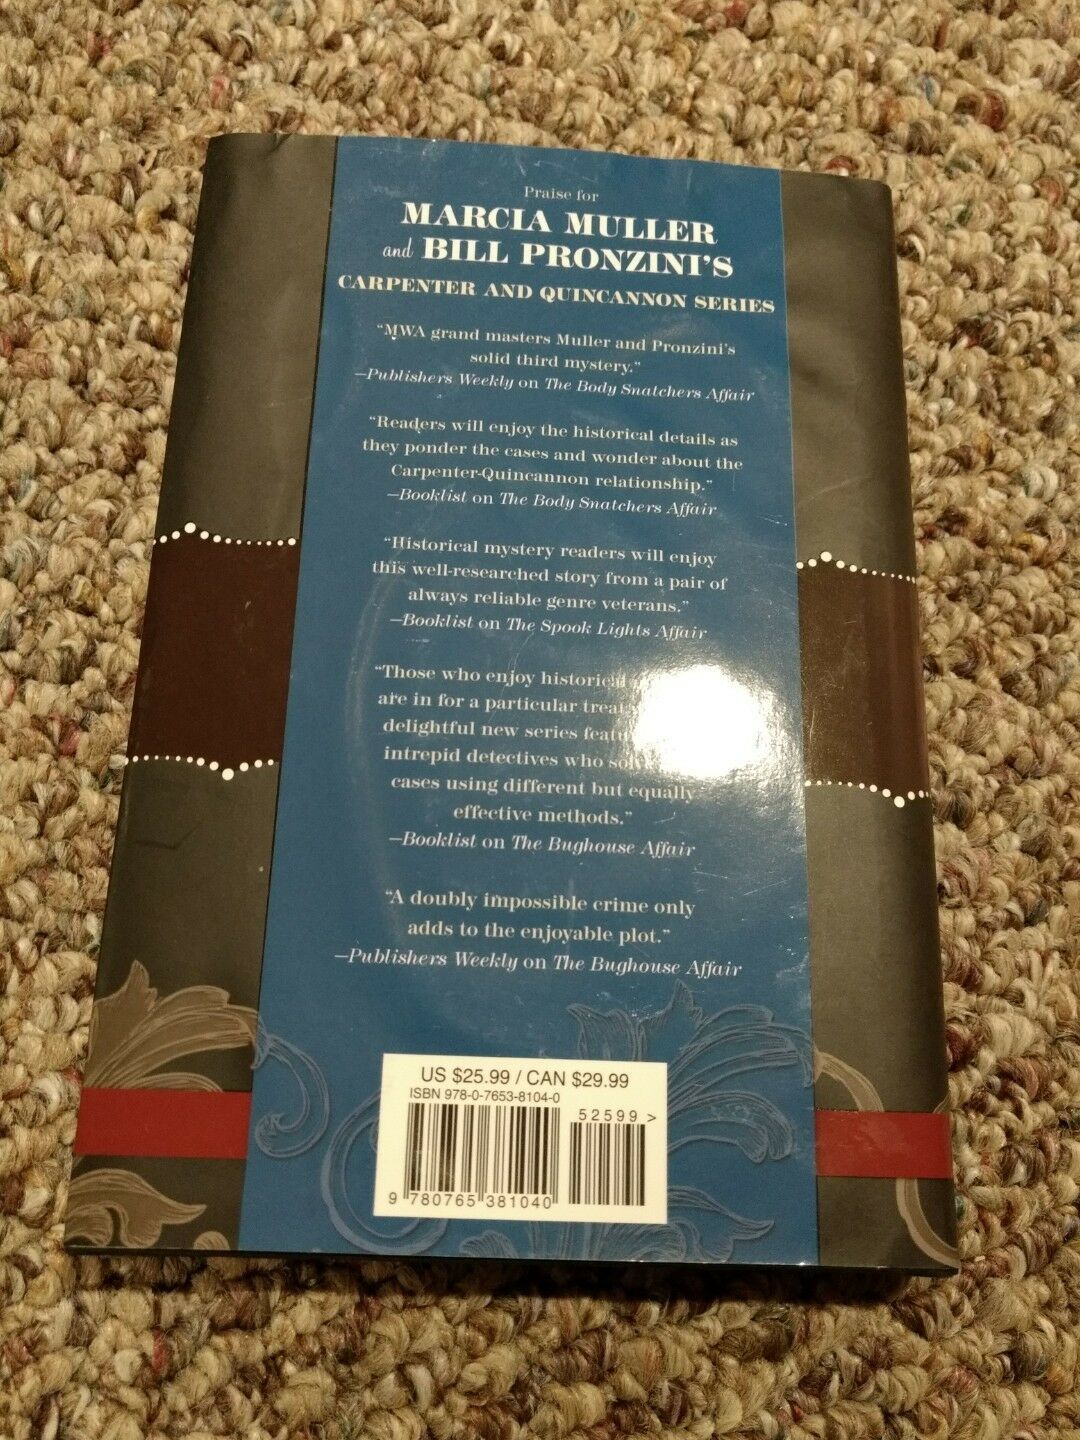 Praise for
MARCIA MULLER
and BILL PRONZINI'S
CARPENTER AND QUINCANNON SERIES
“MWA grand masters Muller and Pronzini's
solid third mystery.”
—Publishers Weekly on The Body Snatchers Affair
“Readers will enjoy the historical details as
they ponder the cases and wonder about the
Carpenter-Quincannon relationship.”
—Booklist on The Body Snatchers Affair
“Historical mystery readers will enjoy
this well-researched story from a pair of
always reliable genre veterans.”
—Booklist on The Spook Lights Affair
“Those who enjoy historical
are in for a particular treat
delightful new series
intrepid detectives who
cases using different but equally
effective methods.”
—Booklist on The Bughouse Affair
“A doubly impossible crime only
adds to the enjoyable plot.”
—Publishers Weekly on The Bughouse Affair
US $25.99 / CAN $29.99
ISBN 978-0-7653-8104-0
52599>
9 780765 381040